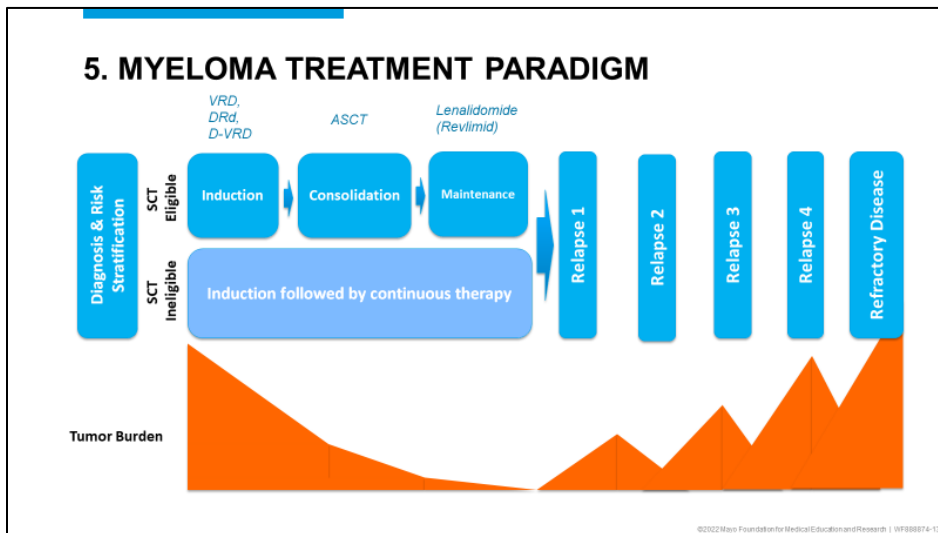 5. MYELOMA TREATMENT PARADIGM
VRD,
DRd,
D-VRD
ASCT
Lenalidomide
(Revlimid)
Diagnosis & Risk
Stratification
SCT
Eligible
Induction
Consolidation
Maintenance
SCT
Ineligible
Induction followed by continuous therapy
Relapse 1
Relapse 2
Relapse 3
Relapse 4
Refractory Disease
Tumor Burden
©2022 Mayo Foundation for Medical Education and Research |